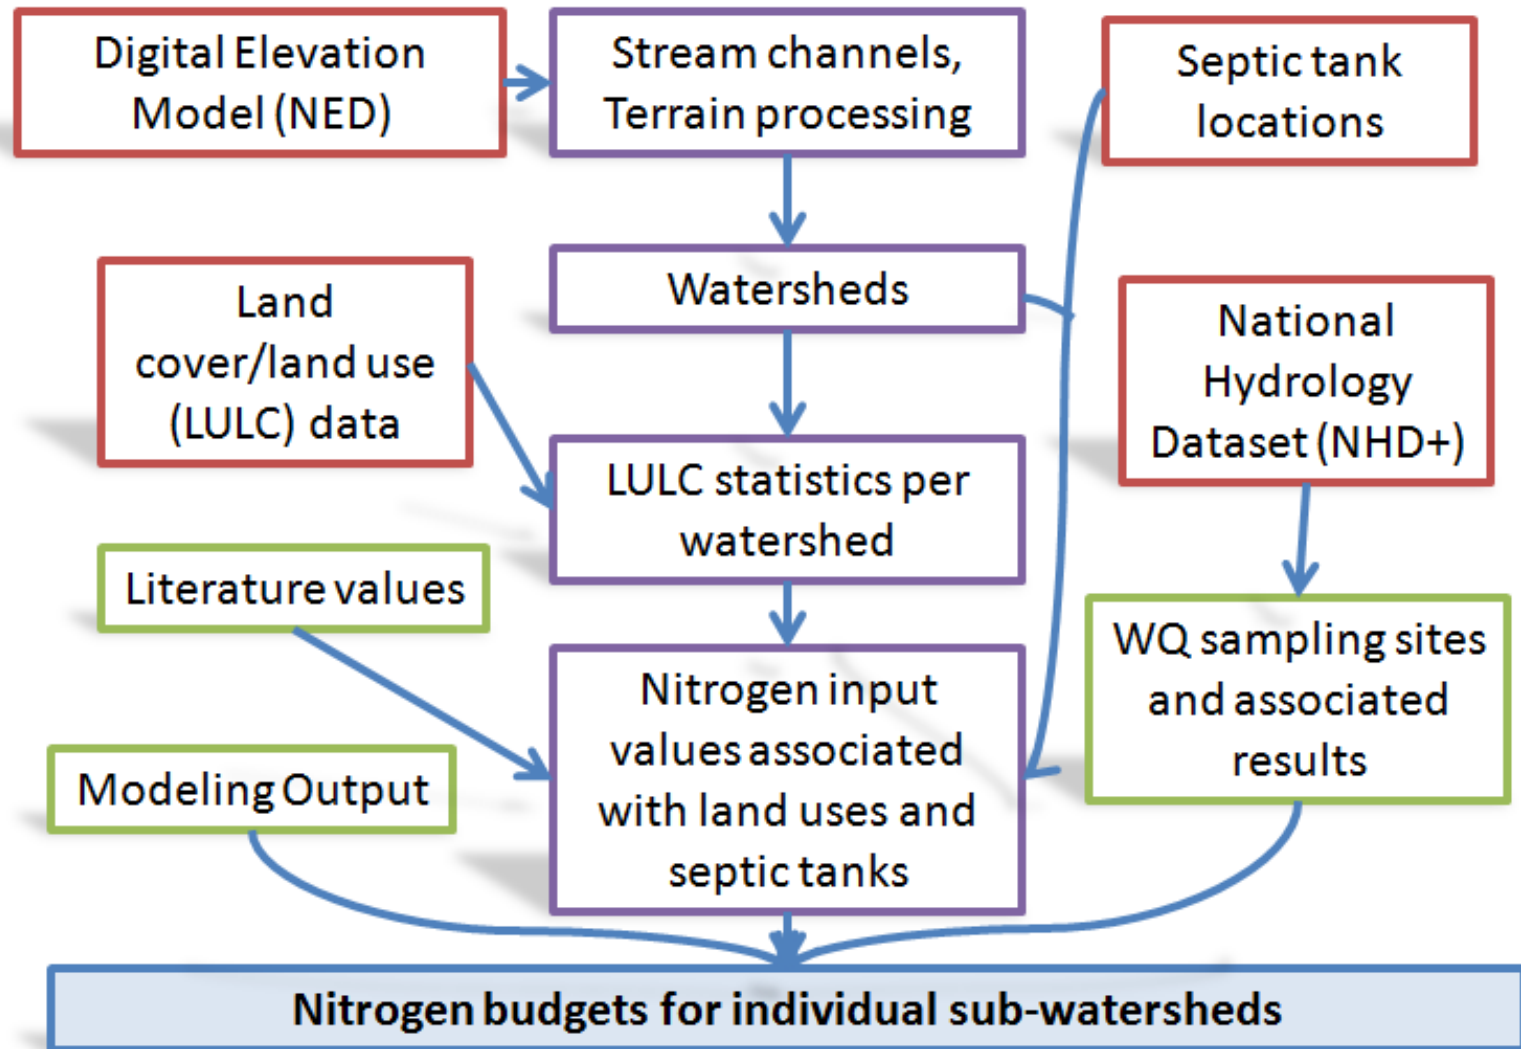 Digital Elevation
Model (NED)
Stream channels,
Terrain processing
Septic tank
locations
Watersheds
Land
cover/land use
(LULC) data
National
Hydrology
Dataset (NHD+)
LULC statistics per
watershed
Literature values
WQ sampling sites
and associated
results
Nitrogen input
values associated
with land uses and
septic tanks
Modeling Output
Nitrogen budgets for individual sub-watersheds